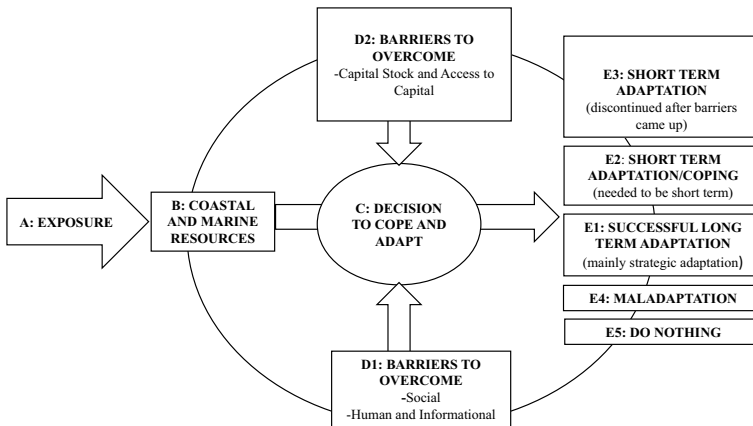 D2: BARRIERS TO
OVERCOME
-Capital Stock and Access to
Capital
E3: SHORT TERM
ADAPTATION
(discontinued after barriers
came up)
E2: SHORT TERM
ADAPTATION/COPING
(needed to be short term)
A: EXPOSURE
B: COASTAL
AND MARINE
RESOURCES
C: DECISION
TO COPE AND
ADAPT
E1: SUCCESSFUL LONG
TERM ADAPTATION
(mainly strategic adaptation)
E4: MALADAPTATION
E5: DO NOTHING
D1: BARRIERS TO
OVERCOME
-Social
-Human and Informational